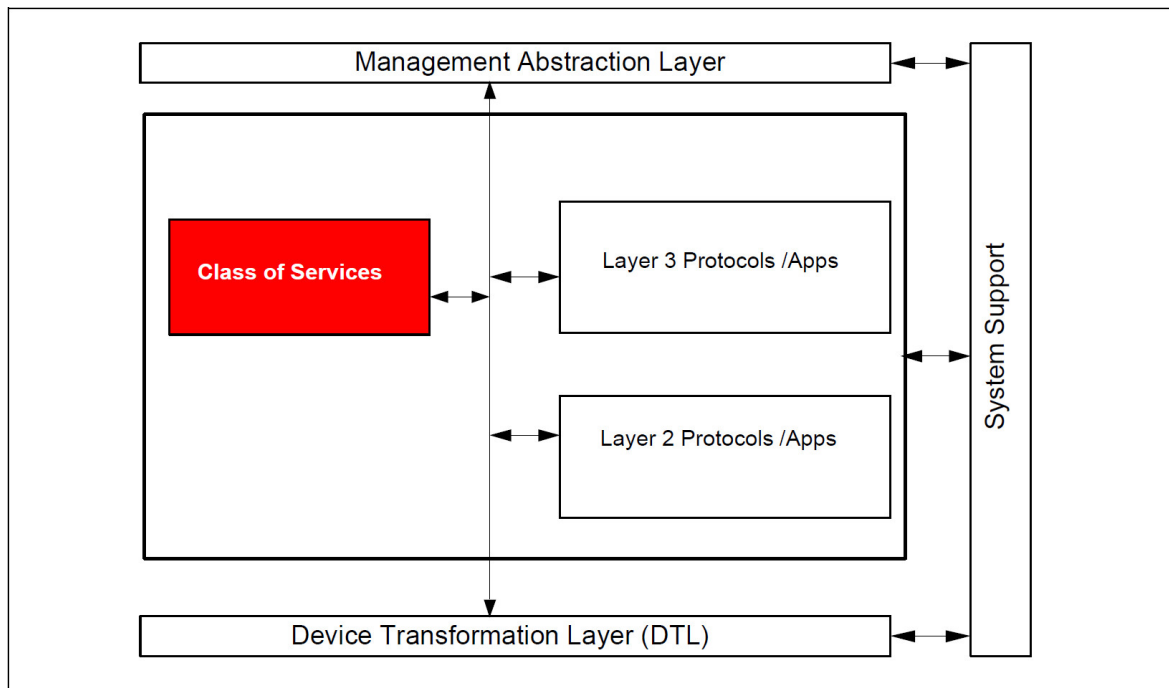 Management Abstraction Layer
Class of Services
Layer 3 Protocols /Apps
Layer 2 Protocols /Apps
System Support
Device Transformation Layer (DTL)